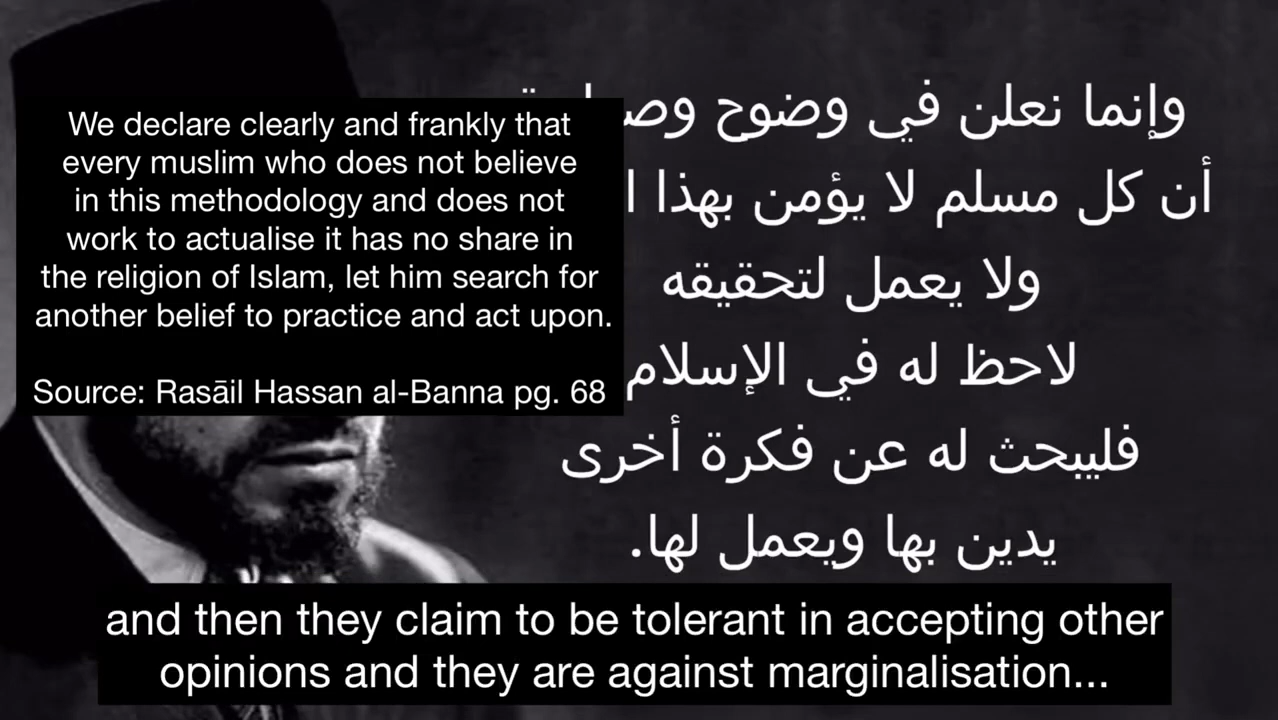 We declare clearly and frankly that
every muslim who does not believe
in this methodology and does not
work to actualise it has no share in
the religion of Islam, let him search for
another belief to practice and act upon.
Source: Rasāil Hassan al-Banna pg. 68
وإنما نعلن في وضوح
أن كل مسلم لا يؤمن بهذا
ولا يعمل لتحقيقه
لاحظ له في الإسلام
فليبحث له عن فكرة أخرى
يدين بها ويعمل لها.
and then they claim to be tolerant in accepting other
opinions and they are against marginalisation...